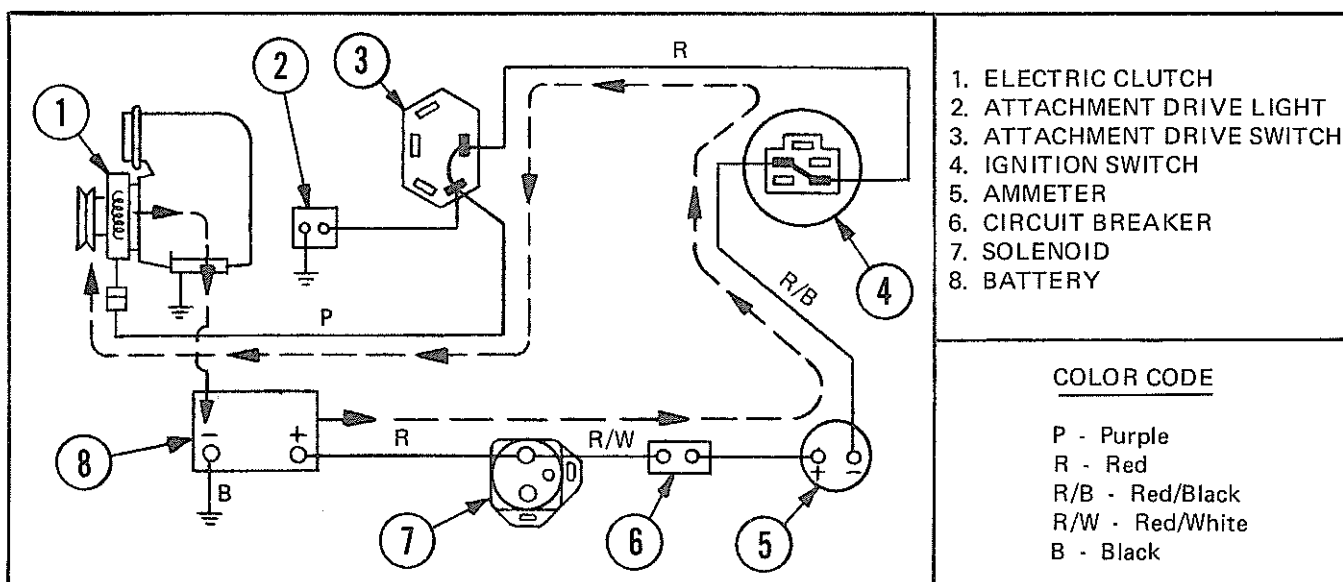 1
2
3
R
4
R/B
P
8
R
R/W
B
7
6
5
1. ELECTRIC CLUTCH
2. ATTACHMENT DRIVE LIGHT
3. ATTACHMENT DRIVE SWITCH
4. IGNITION SWITCH
5. AMMETER
6. CIRCUIT BREAKER
7. SOLENOID
8. BATTERY
COLOR CODE
P - Purple
R - Red
R/B - Red/Black
R/W - Red/White
B - Black